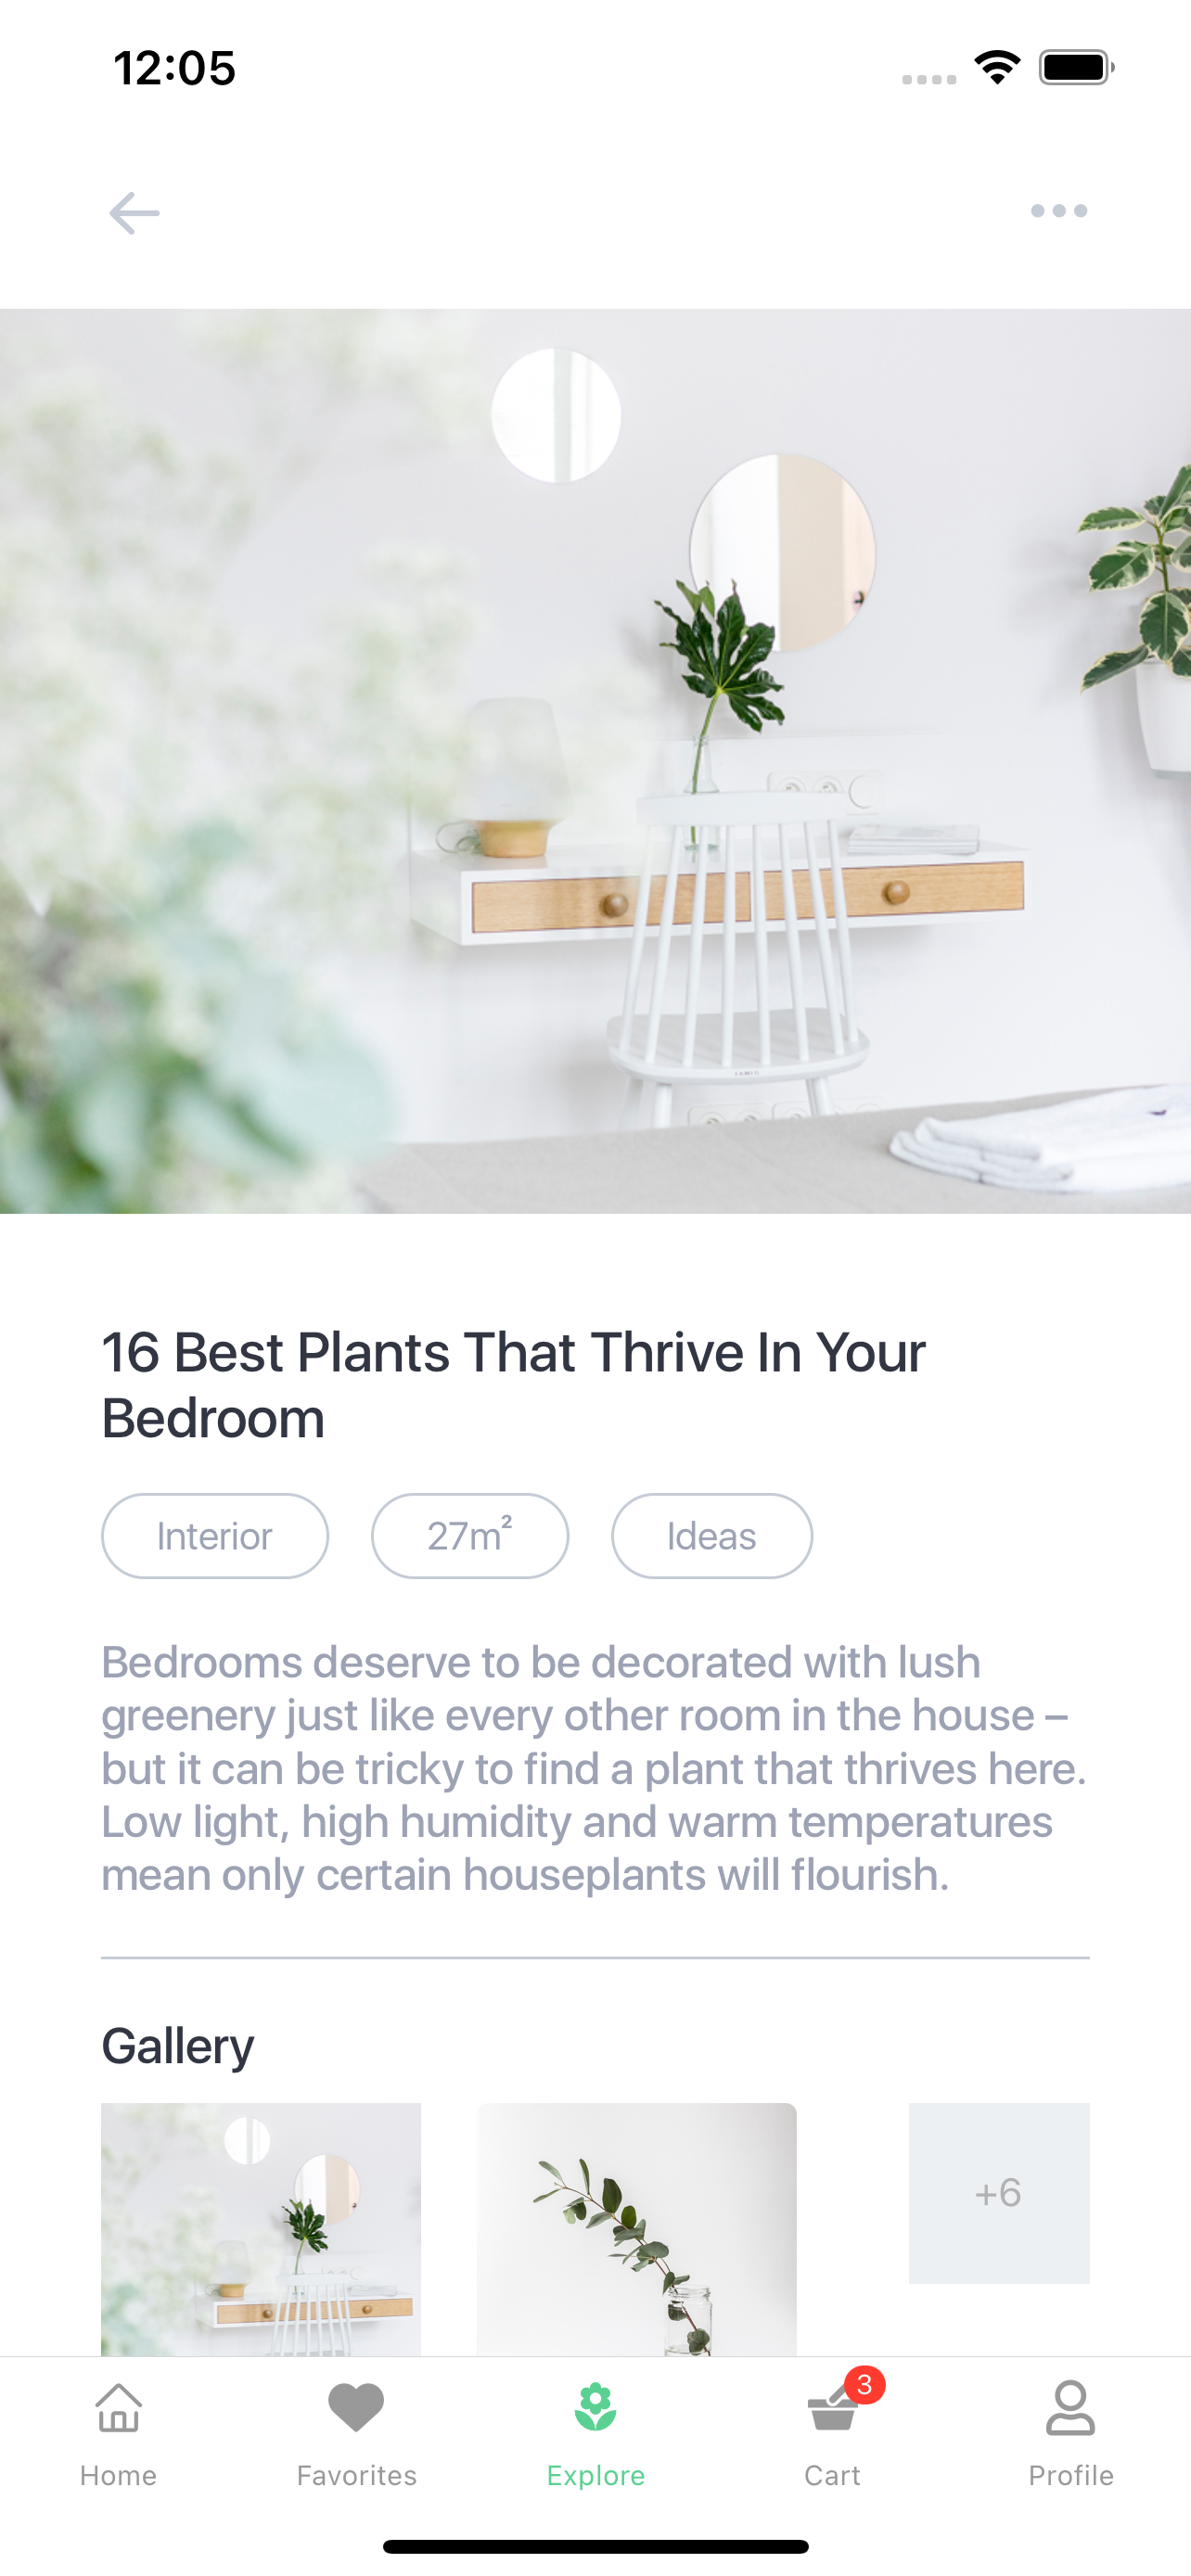 12:05
16 Best Plants That Thrive In Your
Bedroom
Interior
27m²
Ideas
Bedrooms deserve to be decorated with lush
greenery just like every other room in the house –
but it can be tricky to find a plant that thrives here.
Low light, high humidity and warm temperatures
mean only certain houseplants will flourish.
Gallery
+6
3
Home
Favorites
Explore
Cart
Profile